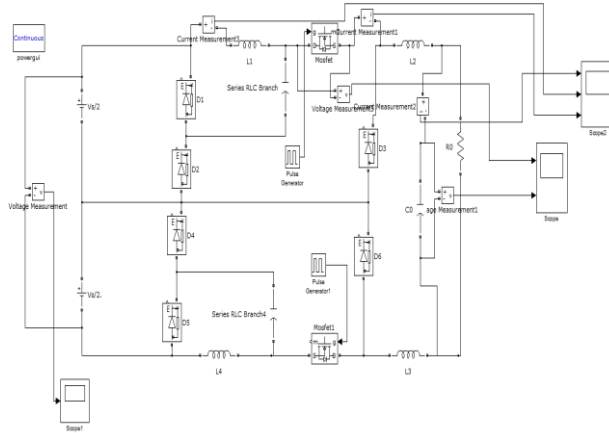 Continuous
powergui
Current Measurement
L1
Mosfet
Current Measurement1
L2
Vs/2
D1
Series RLC Branch
Voltage Measurement3
Current Measurement2
Scope2
D2
Pulse
Generator
D3
R0
Voltage Measurement
Scope
D4
C0
age Measurement1
D6
Vs/2.
Pulse
Generator1
D5
Series RLC Branch4
Mosfet1
L4
L3
Scope1